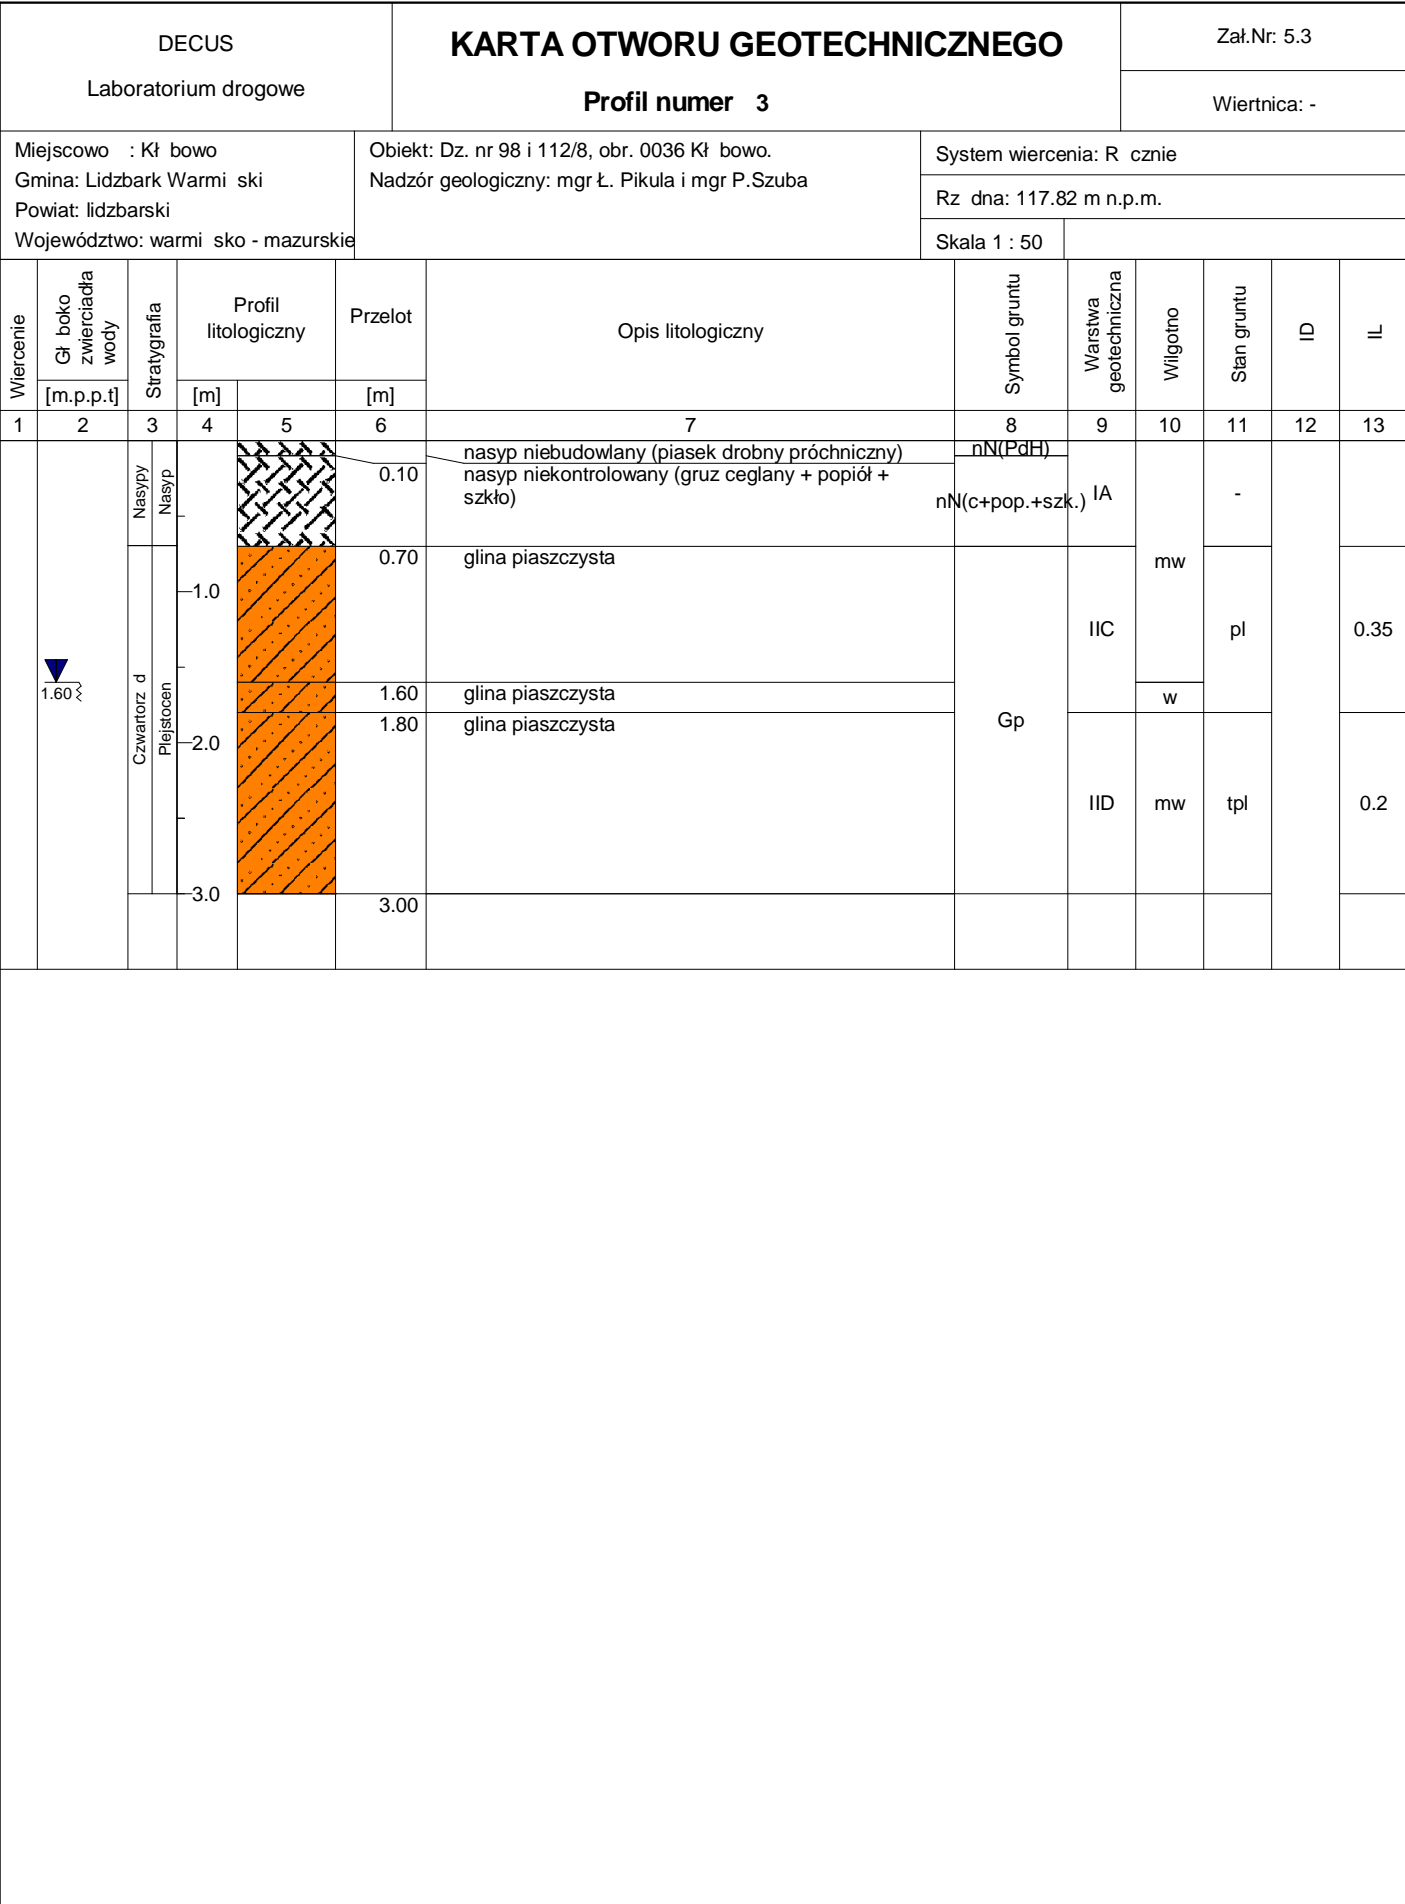 DECUS
Laboratorium drogowe
KARTA OTWORU GEOTECHNICZNEGO
Profil numer 3
Zał.Nr: 5.3
Wiertnica: -
Miejscowo : Kł bowo
Gmina: Lidzbark Warmi ski
Powiat: lidzbarski
Województwo: warmi sko - mazurskie
Obiekt: Dz. nr 98 i 112/8, obr. 0036 Kł bowo.
Nadzór geologiczny: mgr Ł. Pikula i mgr P.Szuba
System wiercenia: R cznie
Rz dna: 117.82 m n.p.m.
Skala 1 : 50
Wiercenie
Gł boko
zwierciadła
wody
[m.p.p.t]
Stratygrafia
Profil
litologiczny
[m]
Przelot
[m]
Opis litologiczny
Symbol gruntu
Warstwa
geotechniczna
Wilgotno
Stan gruntu
ID
IL
1 2 3 4 5 6 7 8 9 10 11 12 13
nasyp niebudowlany (piasek drobny próchniczny) nN(PdH)
0.10 nasyp niekontrolowany (gruz ceglany + popiół +
szkło) nN(c+pop.+szk.) IA -
Nasypy
Nasyp
0.70 glina piaszczysta mw
1.0
IIC pl 0.35
1.60
1.60 glina piaszczysta w
1.80 glina piaszczysta Gp
Czwartorz d
Plejstocen
2.0
IID mw tpl 0.2
3.0
3.00